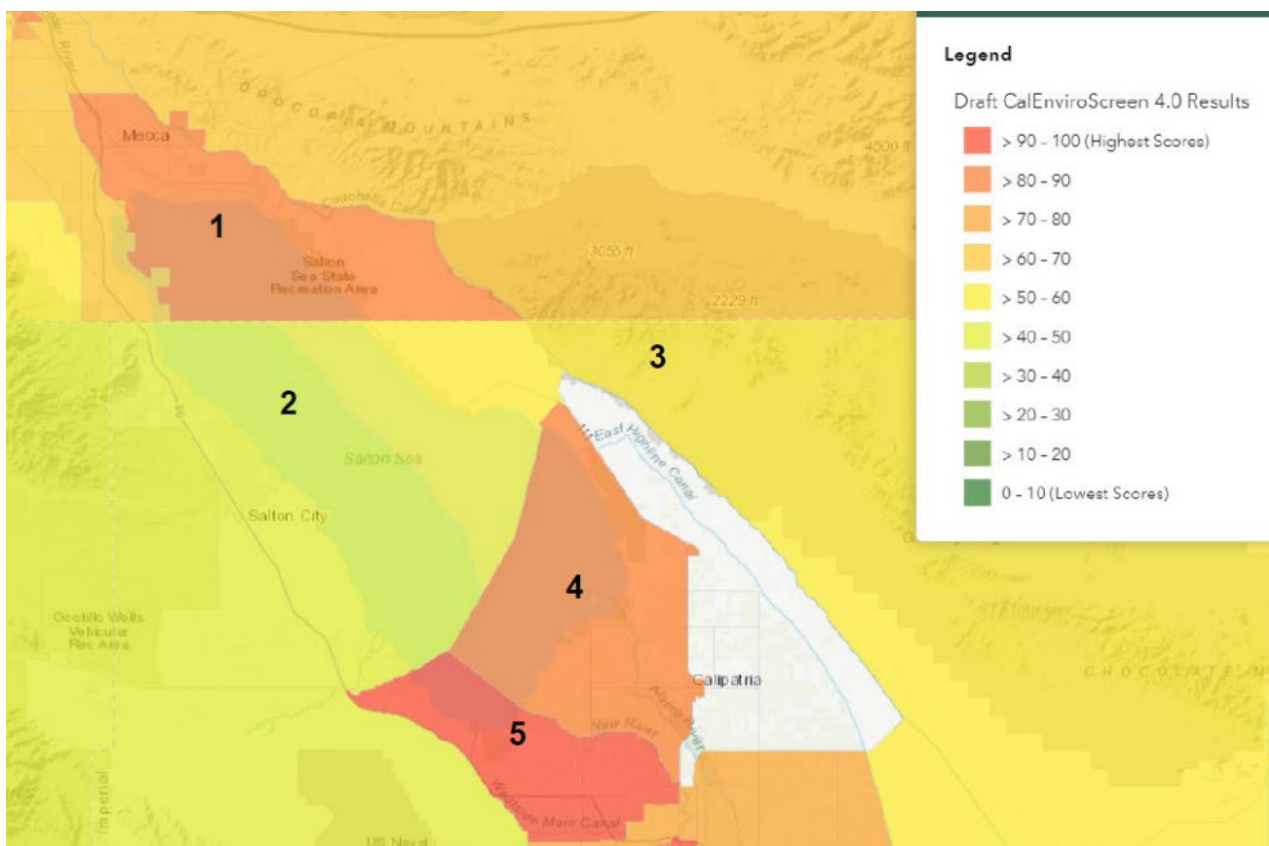 River
OROCOPIA MOUNTAINS
4500 ft
Mecca
1
Coachella Canal
3055 ft
Salton
Sea State
Recreation Area
2229 ft
3
2
East Highline Canal
Salton Sea
Salton City
4
Ocotillo Wells
Vehicular
Rec Area
CHOCOLATE M
Calipatria
Alamo River
New River
5
Westside Main Canal
Imperial
US Naval
Legend
Draft CalEnviroScreen 4.0 Results
> 90 - 100 (Highest Scores)
> 80 - 90
> 70 - 80
> 60 - 70
> 50 - 60
> 40 - 50
> 30 - 40
> 20 - 30
> 10 - 20
0 - 10 (Lowest Scores)